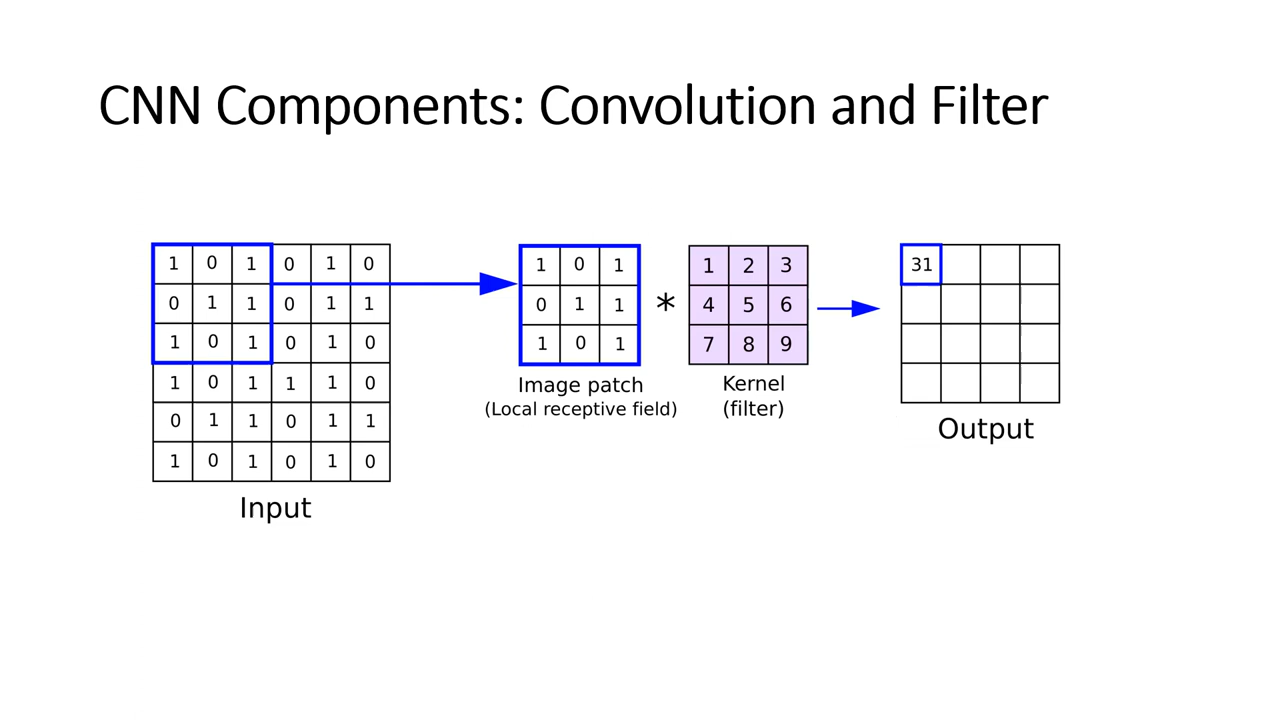 CNN Components: Convolution and Filter
1 0 1 0 1 0
0 1 1 0 1 1
1 0 1 0 1 0
1 0 1 1 1 0
0 1 1 0 1 1
1 0 1 0 1 0
Input
1 0 1
0 1 1
1 0 1
Image patch
(Local receptive field)
*
1 2 3
4 5 6
7 8 9
Kernel
(filter)
31
Output